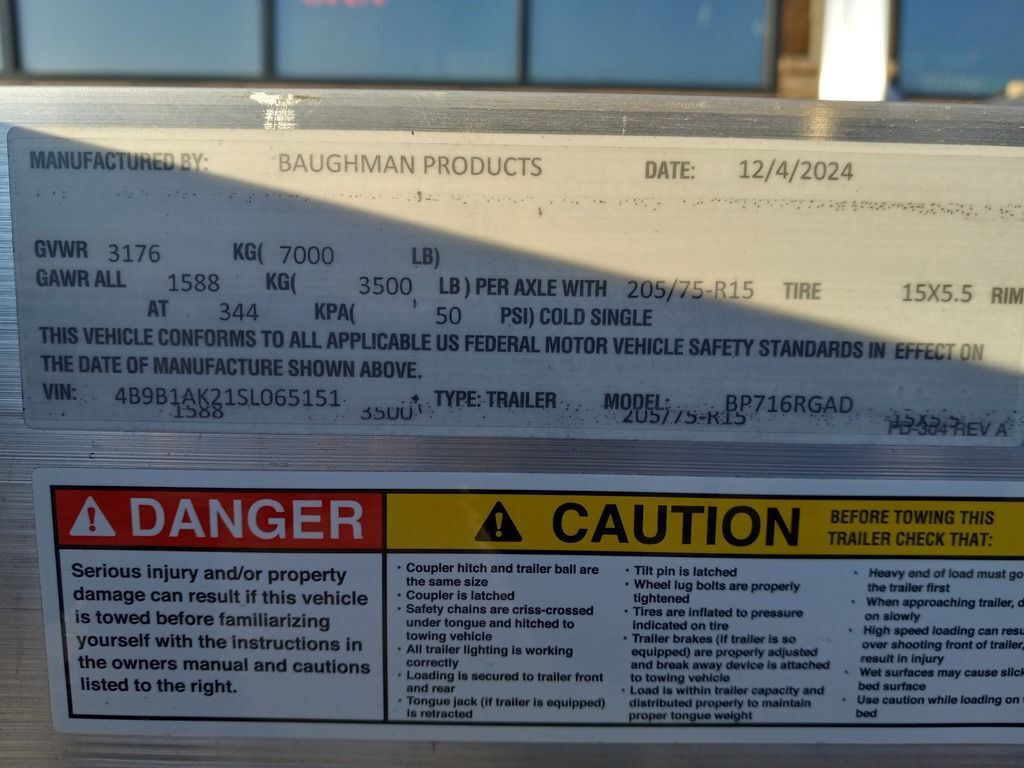 MANUFACTURED BY: BAUGHMAN PRODUCTS DATE: 12/4/2024
GVWR 3176 KG( 7000 LB)
GAWR ALL 1588 KG( 3500 LB) PER AXLE WITH 205/75-R15 TIRE 15X5.5 RIM
AT 344 KPA( 50 PSI) COLD SINGLE
THIS VEHICLE CONFORMS TO ALL APPLICABLE US FEDERAL MOTOR VEHICLE SAFETY STANDARDS IN EFFECT ON
THE DATE OF MANUFACTURE SHOWN ABOVE.
VIN: 4B9B1AK21SL065151 TYPE: TRAILER MODEL: BP716RGAD
1588 3500 205/75-R15 15X5.5
PD-304 REV A
DANGER
Serious injury and/or property
damage can result if this vehicle
is towed before familiarizing
yourself with the instructions in
the owners manual and cautions
listed to the right.
CAUTION
BEFORE TOWING THIS
TRAILER CHECK THAT:
• Coupler hitch and trailer ball are
the same size
• Coupler is latched
• Safety chains are criss-crossed
under tongue and hitched to
towing vehicle
• All trailer lighting is working
correctly
• Loading is secured to trailer front
and rear
• Tongue jack (if trailer is equipped)
is retracted
• Tilt pin is latched
• Wheel lug bolts are properly
tightened
• Tires are inflated to pressure
indicated on tire
• Trailer brakes (if trailer is so
equipped) are properly adjusted
and break away device is attached
to towing vehicle
• Load is within trailer capacity and
distributed properly to maintain
proper tongue weight
• Heavy end of load must go
the trailer first
• When approaching trailer, d
on slowly
• High speed loading can resu
over shooting front of trailer,
result in injury
• Wet surfaces may cause slick
bed surface
• Use caution while loading on
bed